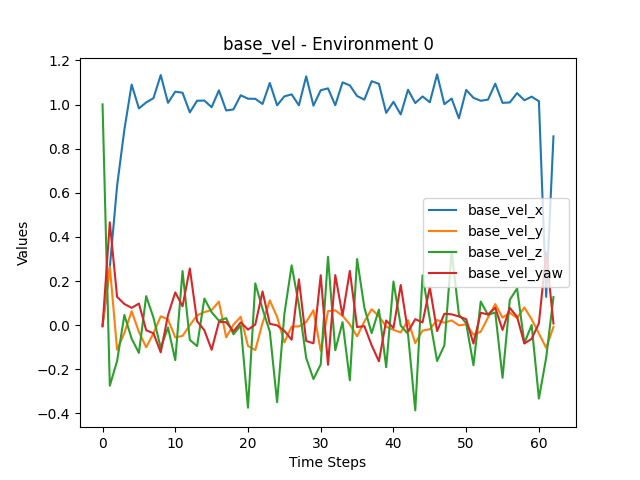 base_vel - Environment 0
1.2
1.0
0.8
0.6
0.4
0.2
0.0
−0.2
−0.4
Values
base_vel_x
base_vel_y
base_vel_z
base_vel_yaw
0 10 20 30 40 50 60
Time Steps